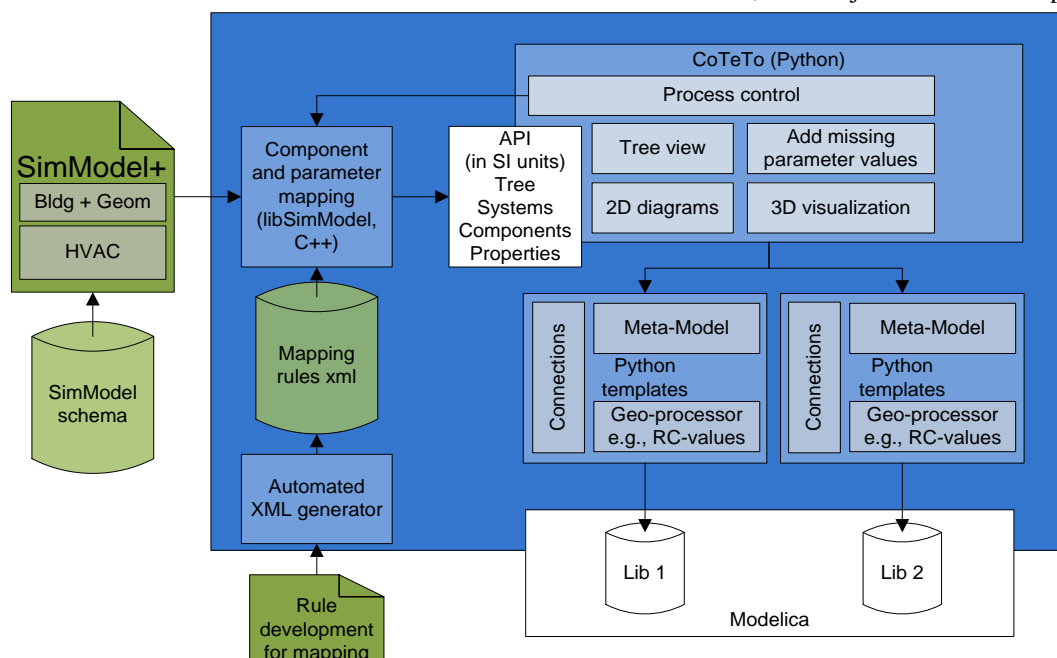 CoTeTo (Python)
Process control
SimModel+
Bldg + Geom
HVAC
SimModel
schema
Component
and parameter
mapping
(libSimModel,
C++)
API
(in SI units)
Tree
Systems
Components
Properties
Tree view
Add missing
parameter values
2D diagrams
3D visualization
Mapping
rules xml
Automated
XML generator
Rule
development
for mapping
Connections
Meta-Model
Python
templates
Geo-processor
e.g., RC-values
Connections
Meta-Model
Python
templates
Geo-processor
e.g., RC-values
Lib 1
Lib 2
Modelica